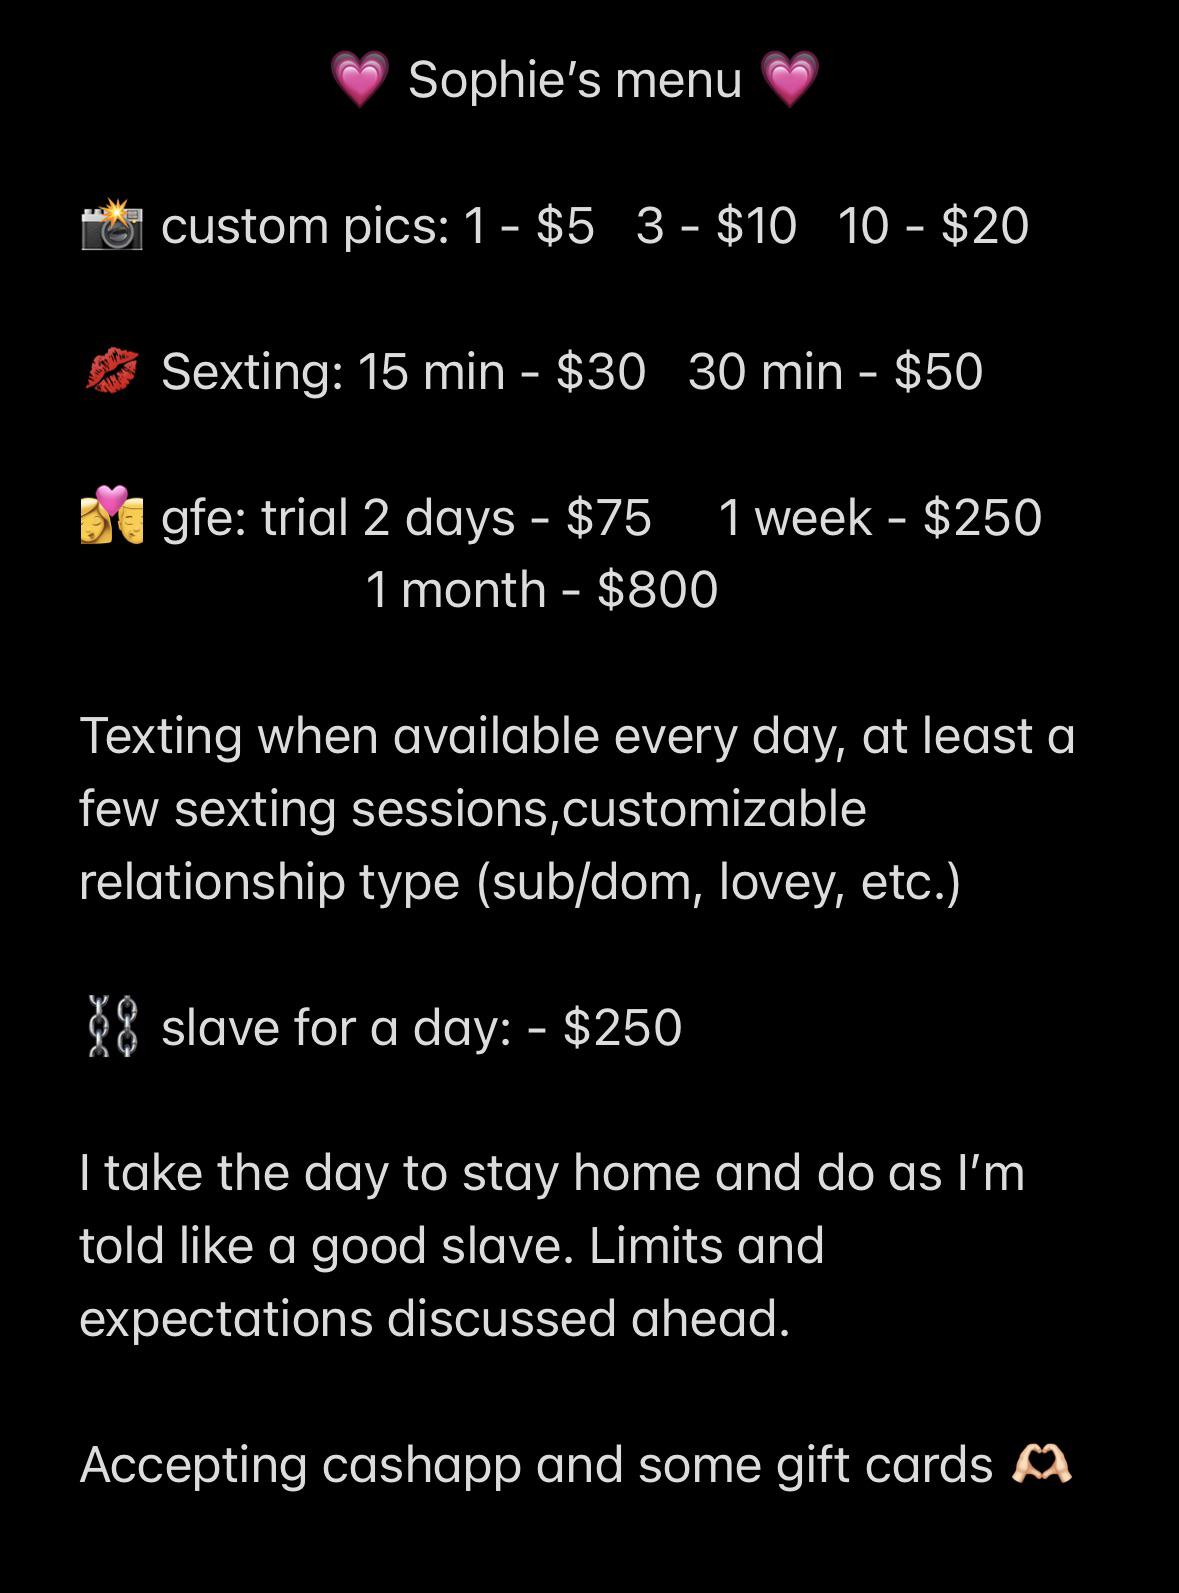 💗 Sophie’s menu 💗
📸 custom pics: 1 - $5   3 - $10   10 - $20
💋 Sexting: 15 min - $30   30 min - $50
💏 gfe: trial 2 days - $75     1 week - $250
1 month - $800
Texting when available every day, at least a
few sexting sessions,customizable
relationship type (sub/dom, lovey, etc.)
⛓️ slave for a day: - $250
I take the day to stay home and do as I’m
told like a good slave. Limits and
expectations discussed ahead.
Accepting cashapp and some gift cards 🫶🏻